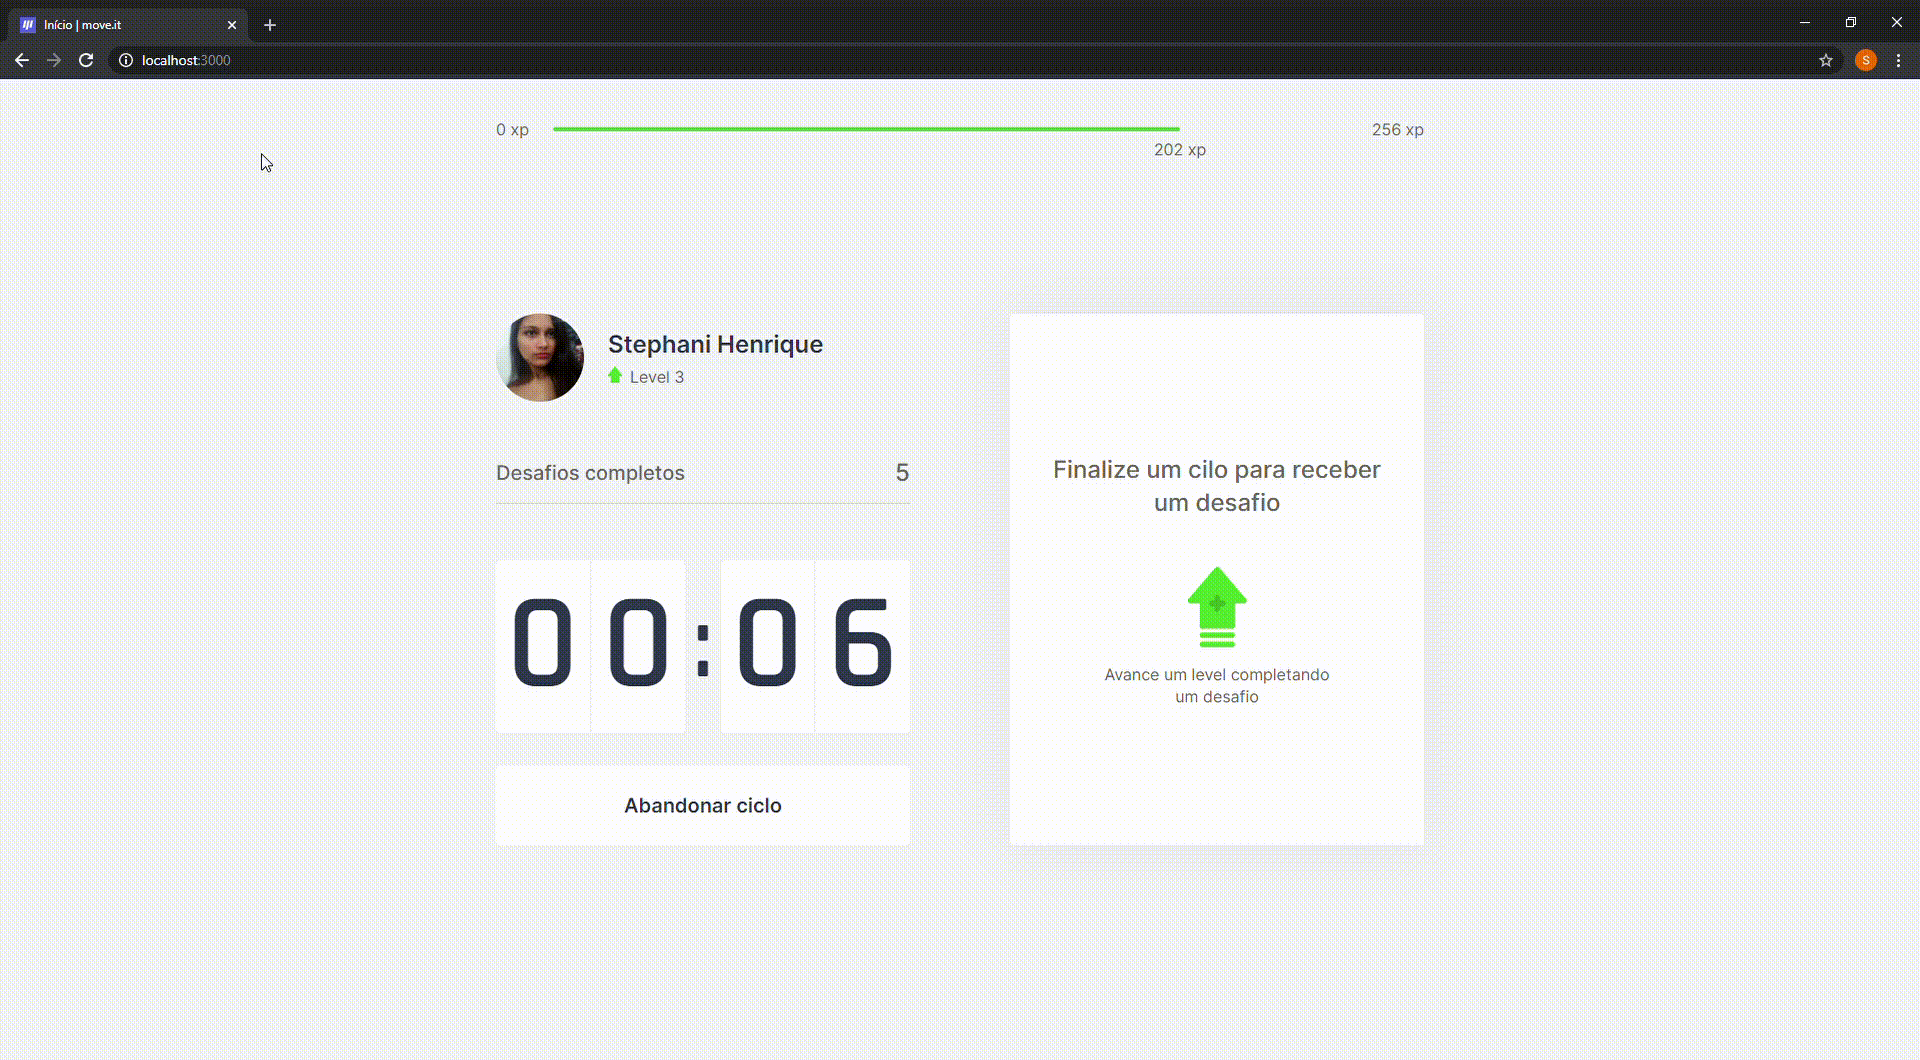 Início | move.it
localhost:3000
S
0 xp
256 xp
202 xp
Stephani Henrique
Level 3
Desafios completos
5
00:06
Abandonar ciclo
Finalize um cilo para receber
um desafio
Avance um level completando
um desafio